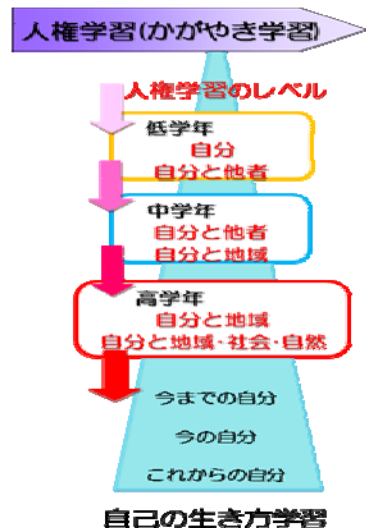 人権学習(かがやき学習)
人権学習のレベル
低学年
自分
自分と他者
中学年
自分と他者
自分と地域
高学年
自分と地域
自分と地域・社会・自然
今までの自分
今の自分
これからの自分
自己の生き方学習